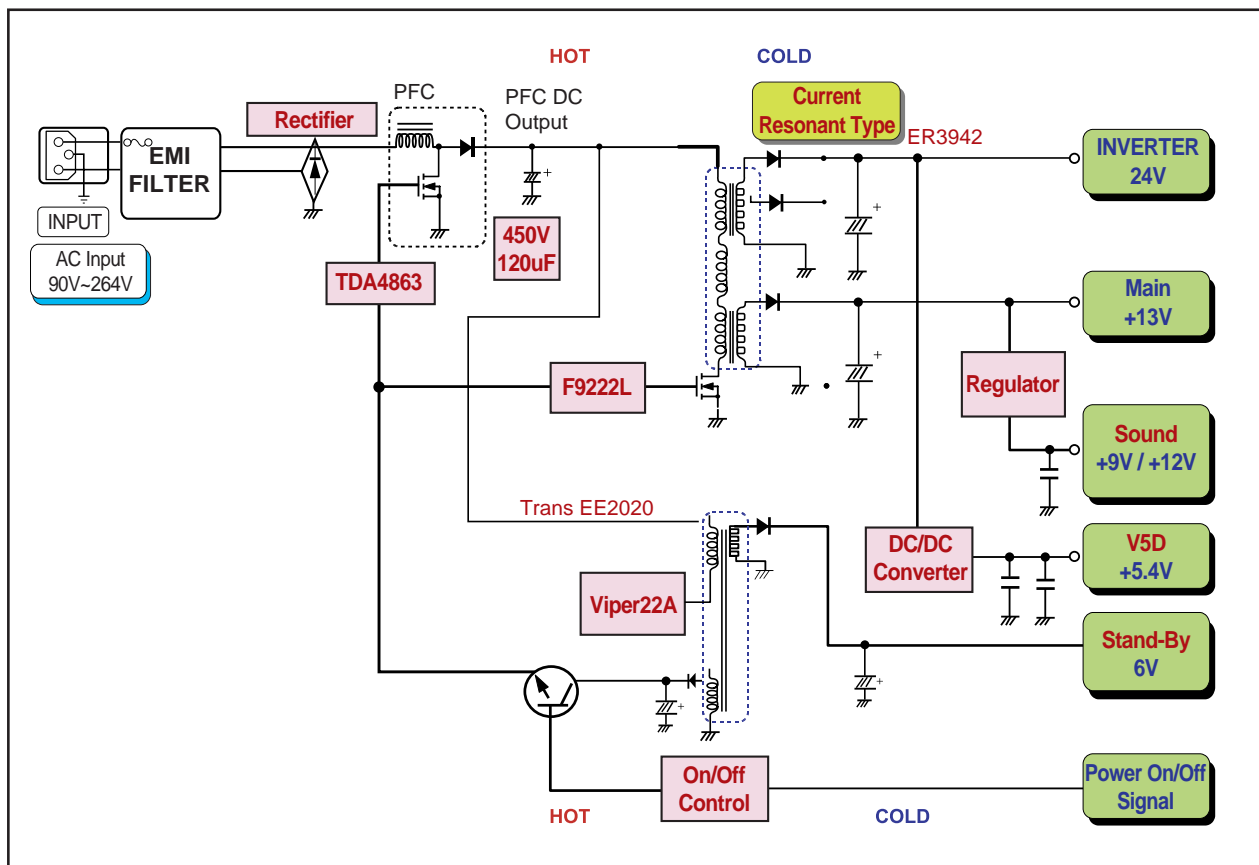 HOT
COLD
PFC
PFC DC
Output
Rectifier
Current
Resonant Type
ER3942
EMI
FILTER
INPUT
AC Input
90V~264V
INVERTER
24V
450V
120uF
TDA4863
Main
+13V
F9222L
Regulator
Sound
+9V / +12V
Trans EE2020
DC/DC
Converter
V5D
+5.4V
Viper22A
Stand-By
6V
On/Off
Control
Power On/Off
Signal
HOT
COLD
+
+
+
+
+